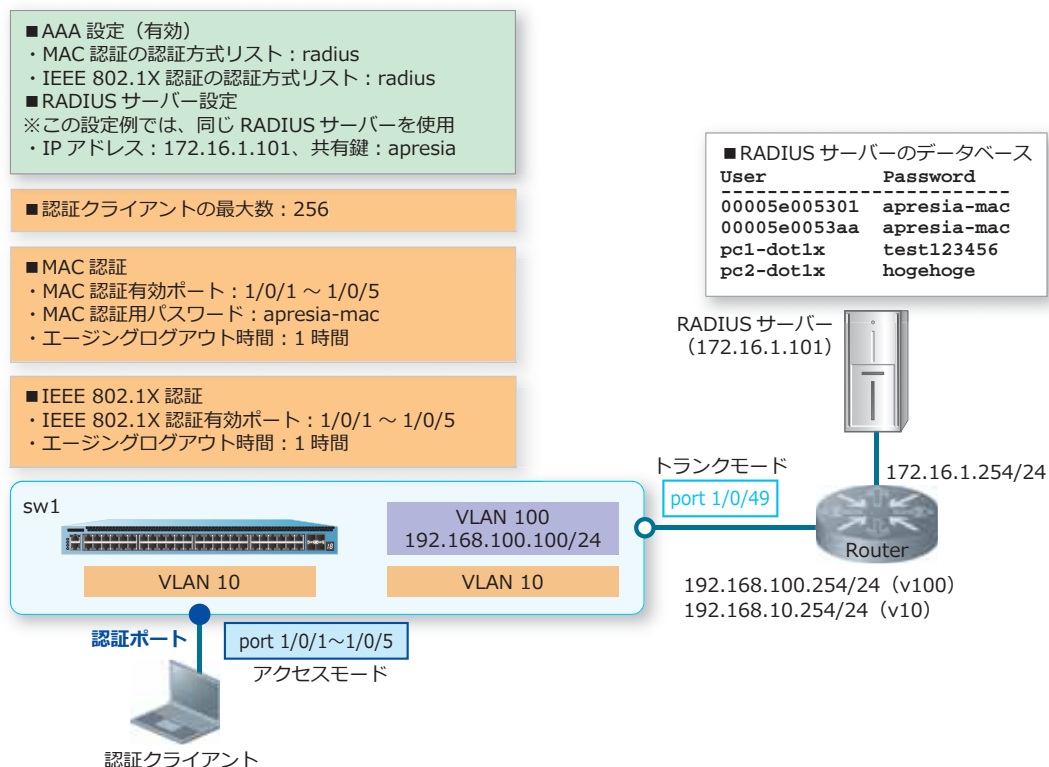 ■AAA 設定（有効）
・MAC 認証の認証方式リスト：radius
・IEEE 802.1X 認証の認証方式リスト：radius
■RADIUS サーバー設定
※この設定例では、同じ RADIUS サーバーを使用
・IP アドレス：172.16.1.101、共有鍵：apresia
■認証クライアントの最大数：256
■MAC 認証
・MAC 認証有効ポート：1/0/1 ～ 1/0/5
・MAC 認証用パスワード：apresia-mac
・エージングログアウト時間：1 時間
■IEEE 802.1X 認証
・IEEE 802.1X 認証有効ポート：1/0/1 ～ 1/0/5
・エージングログアウト時間：1 時間
■RADIUS サーバーのデータベース
User Password
-------------------------
00005e005301 apresia-mac
00005e0053aa apresia-mac
pc1-dot1x test123456
pc2-dot1x hogehoge
RADIUS サーバー
（172.16.1.101）
172.16.1.254/24
トランクモード
port 1/0/49
Router
192.168.100.254/24（v100）
192.168.10.254/24（v10）
sw1
VLAN 100
192.168.100.100/24
VLAN 10
VLAN 10
認証ポート
port 1/0/1～1/0/5
アクセスモード
認証クライアント